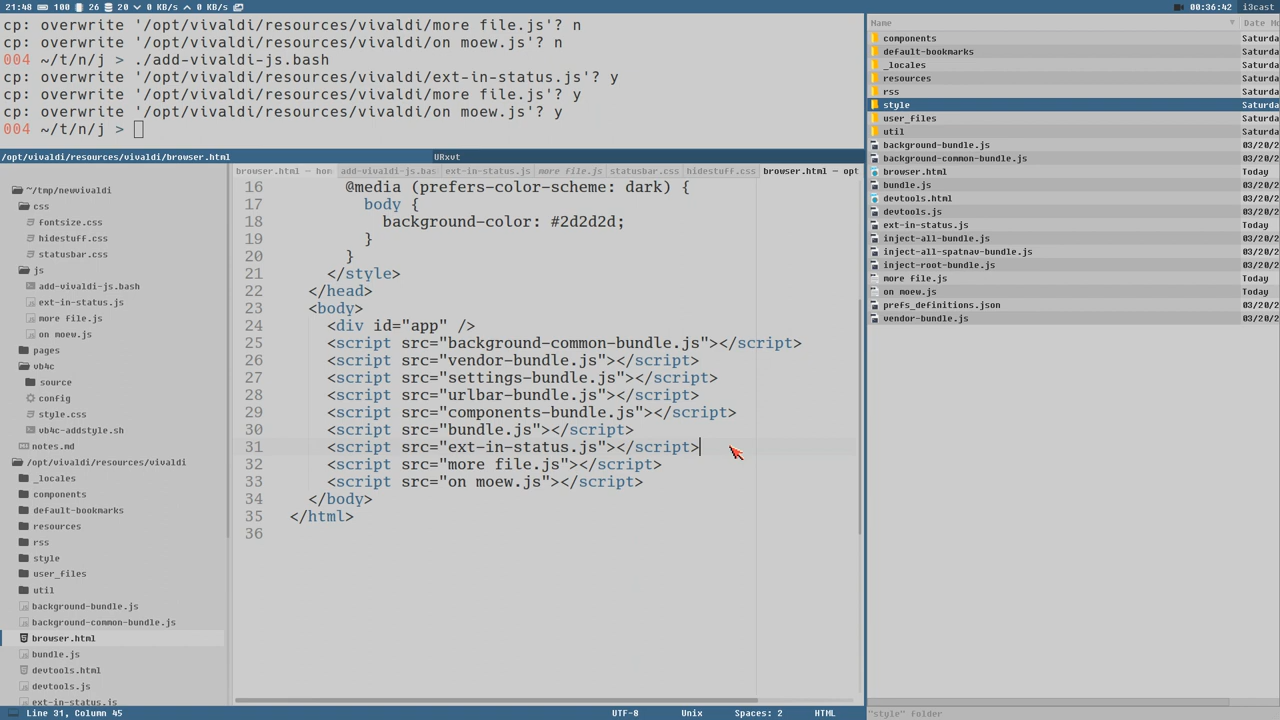 21:48 100 26 20 0 KB/s 0 KB/s
00:36:42 i3cast
cp: overwrite '/opt/vivaldi/resources/vivaldi/more file.js'? n
cp: overwrite '/opt/vivaldi/resources/vivaldi/on moew.js'? n
004 ~/t/n/j > ./add-vivaldi-js.bash
cp: overwrite '/opt/vivaldi/resources/vivaldi/ext-in-status.js'? y
cp: overwrite '/opt/vivaldi/resources/vivaldi/more file.js'? y
cp: overwrite '/opt/vivaldi/resources/vivaldi/on moew.js'? y
004 ~/t/n/j >
/opt/vivaldi/resources/vivaldi/browser.html
URxvt
~/tmp/newvivaldi
css
fontsize.css
hidestuff.css
statusbar.css
js
add-vivaldi-js.bash
ext-in-status.js
more file.js
on moew.js
pages
vb4c
source
config
style.css
vb4c-addstyle.sh
notes.md
/opt/vivaldi/resources/vivaldi
_locales
components
default-bookmarks
resources
rss
style
user_files
util
background-bundle.js
background-common-bundle.js
browser.html
bundle.js
devtools.html
devtools.js
ext-in-status.js
browser.html — hom
add-vivaldi-js.bas
ext-in-status.js
more file.js
statusbar.css
hidestuff.css
browser.html — opt
16 @media (prefers-color-scheme: dark) {
17 body {
18 background-color: #2d2d2d;
19 }
20 }
21 </style>
22 </head>
23 <body>
24 <div id="app" />
25 <script src="background-common-bundle.js"></script>
26 <script src="vendor-bundle.js"></script>
27 <script src="settings-bundle.js"></script>
28 <script src="urlbar-bundle.js"></script>
29 <script src="components-bundle.js"></script>
30 <script src="bundle.js"></script>
31 <script src="ext-in-status.js"></script>
32 <script src="more file.js"></script>
33 <script src="on moew.js"></script>
34 </body>
35 </html>
36
Line 31, Column 45
UTF-8
Unix
Spaces: 2
HTML
Name Date Mo
components Saturda
default-bookmarks Saturda
_locales Saturda
resources Saturda
rss Saturda
style Saturda
user_files Saturda
util Saturda
background-bundle.js 03/20/2
background-common-bundle.js 03/20/2
browser.html Today
bundle.js 03/20/2
devtools.html 03/20/2
devtools.js 03/20/2
ext-in-status.js Today
inject-all-bundle.js 03/20/2
inject-all-spatnav-bundle.js 03/20/2
inject-root-bundle.js 03/20/2
more file.js Today
on moew.js Today
prefs_definitions.json 03/20/2
vendor-bundle.js 03/20/2
"style" folder